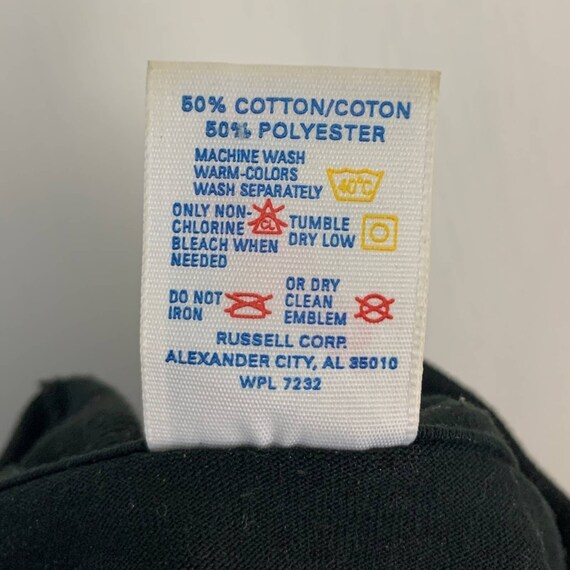 50% COTTON/COTON
50% POLYESTER
MACHINE WASH
WARM-COLORS
WASH SEPARATELY 40°C
ONLY NON-
CHLORINE
BLEACH WHEN
NEEDED
CL
TUMBLE
DRY LOW
DO NOT
IRON
OR DRY
CLEAN
EMBLEM
RUSSELL CORP.
ALEXANDER CITY, AL 35010
WPL 7232